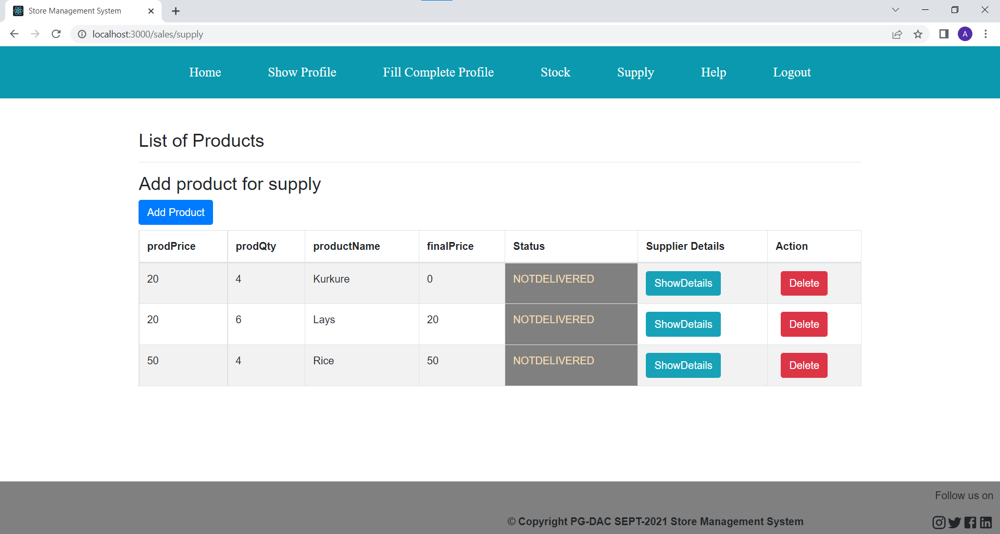 Store Management System
localhost:3000/sales/supply
A
Home Show Profile Fill Complete Profile Stock Supply Help Logout
List of Products
Add product for supply
Add Product
prodPrice prodQty productName finalPrice Status Supplier Details Action
20 4 Kurkure 0 NOTDELIVERED ShowDetails Delete
20 6 Lays 20 NOTDELIVERED ShowDetails Delete
50 4 Rice 50 NOTDELIVERED ShowDetails Delete
Follow us on
© Copyright PG-DAC SEPT-2021 Store Management System